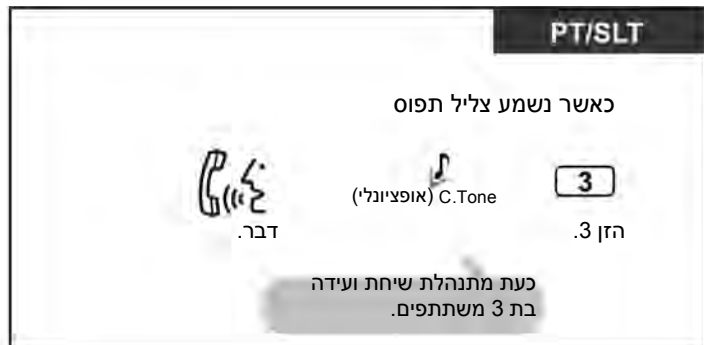 PT/SLT
כאשר נשמע צליל תפוס
3
C.Tone (אופציונלי)
הזן 3.
דבר.
כעת מתנהלת שיחת ועידה
בת 3 משתתפים.